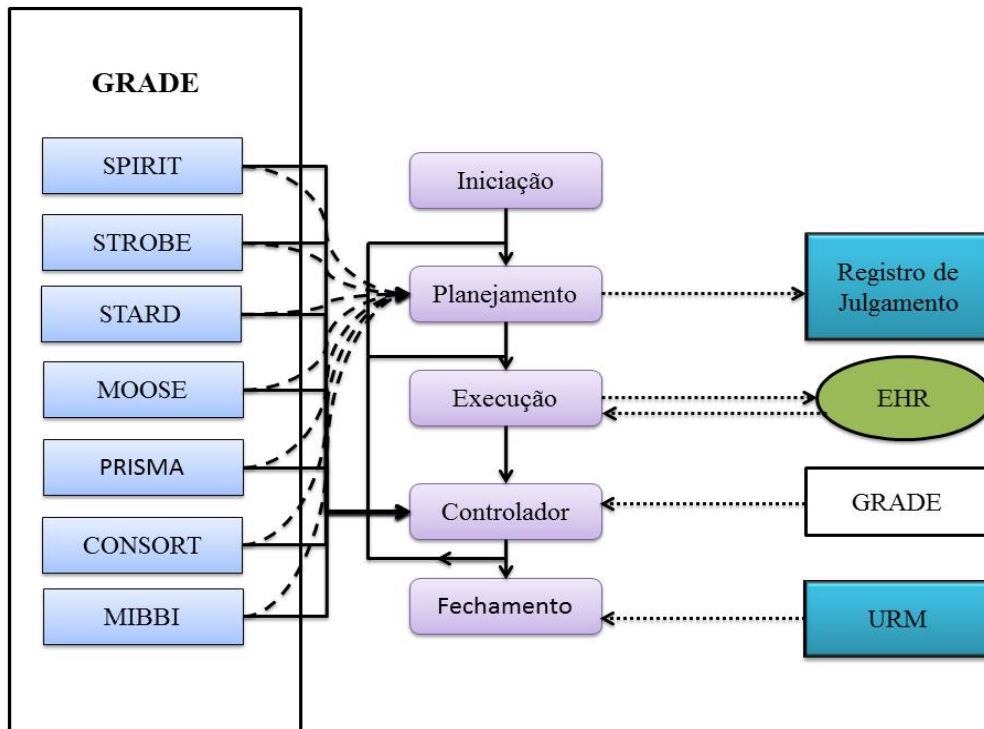 GRADE
SPIRIT
STROBE
STARD
MOOSE
PRISMA
CONSORT
MIBBI
Iniciação
Planejamento
Execução
Controlador
Fechamento
Registro de
Julgamento
EHR
GRADE
URM